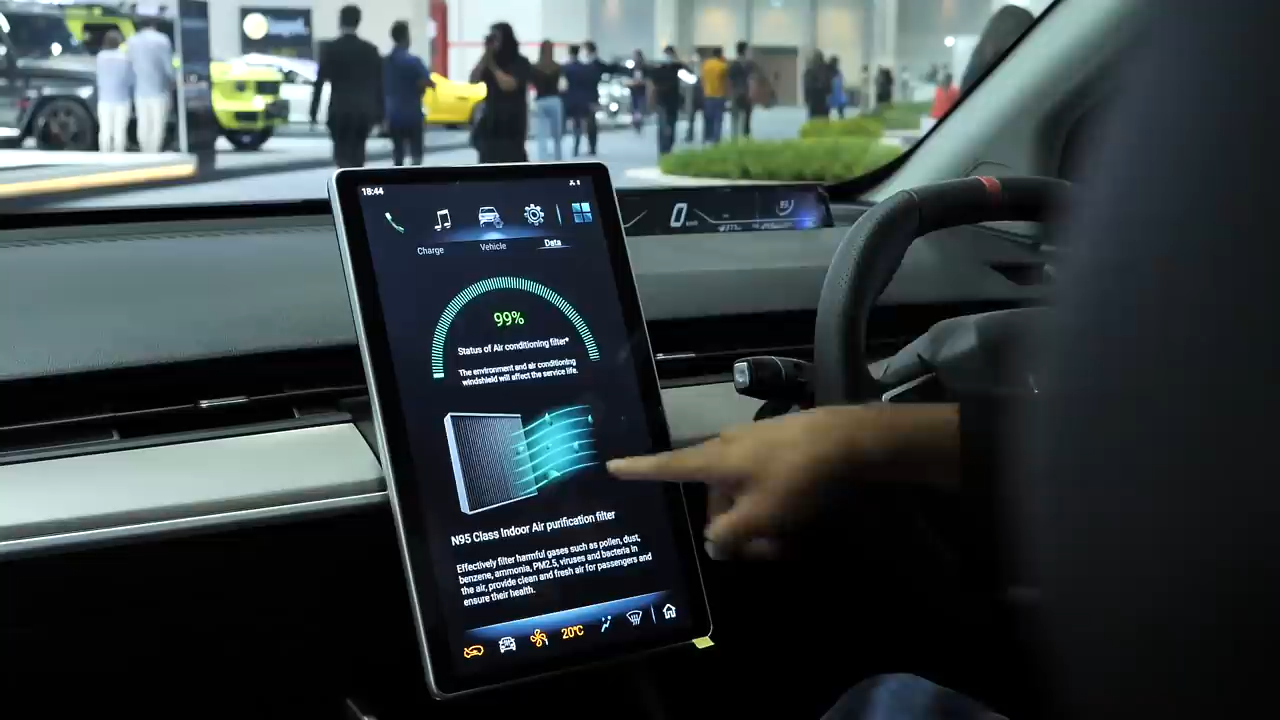 18:44
Charge
Vehicle
Data
99%
Status of Air conditioning filter*
The environment and air conditioning
windshield will affect the service life.
N95 Class Indoor Air purification filter
Effectively filter harmful gases such as pollen, dust,
benzene, ammonia, PM2.5, viruses and bacteria in
the air, provide clean and fresh air for passengers and
ensure their health.
20°C
0